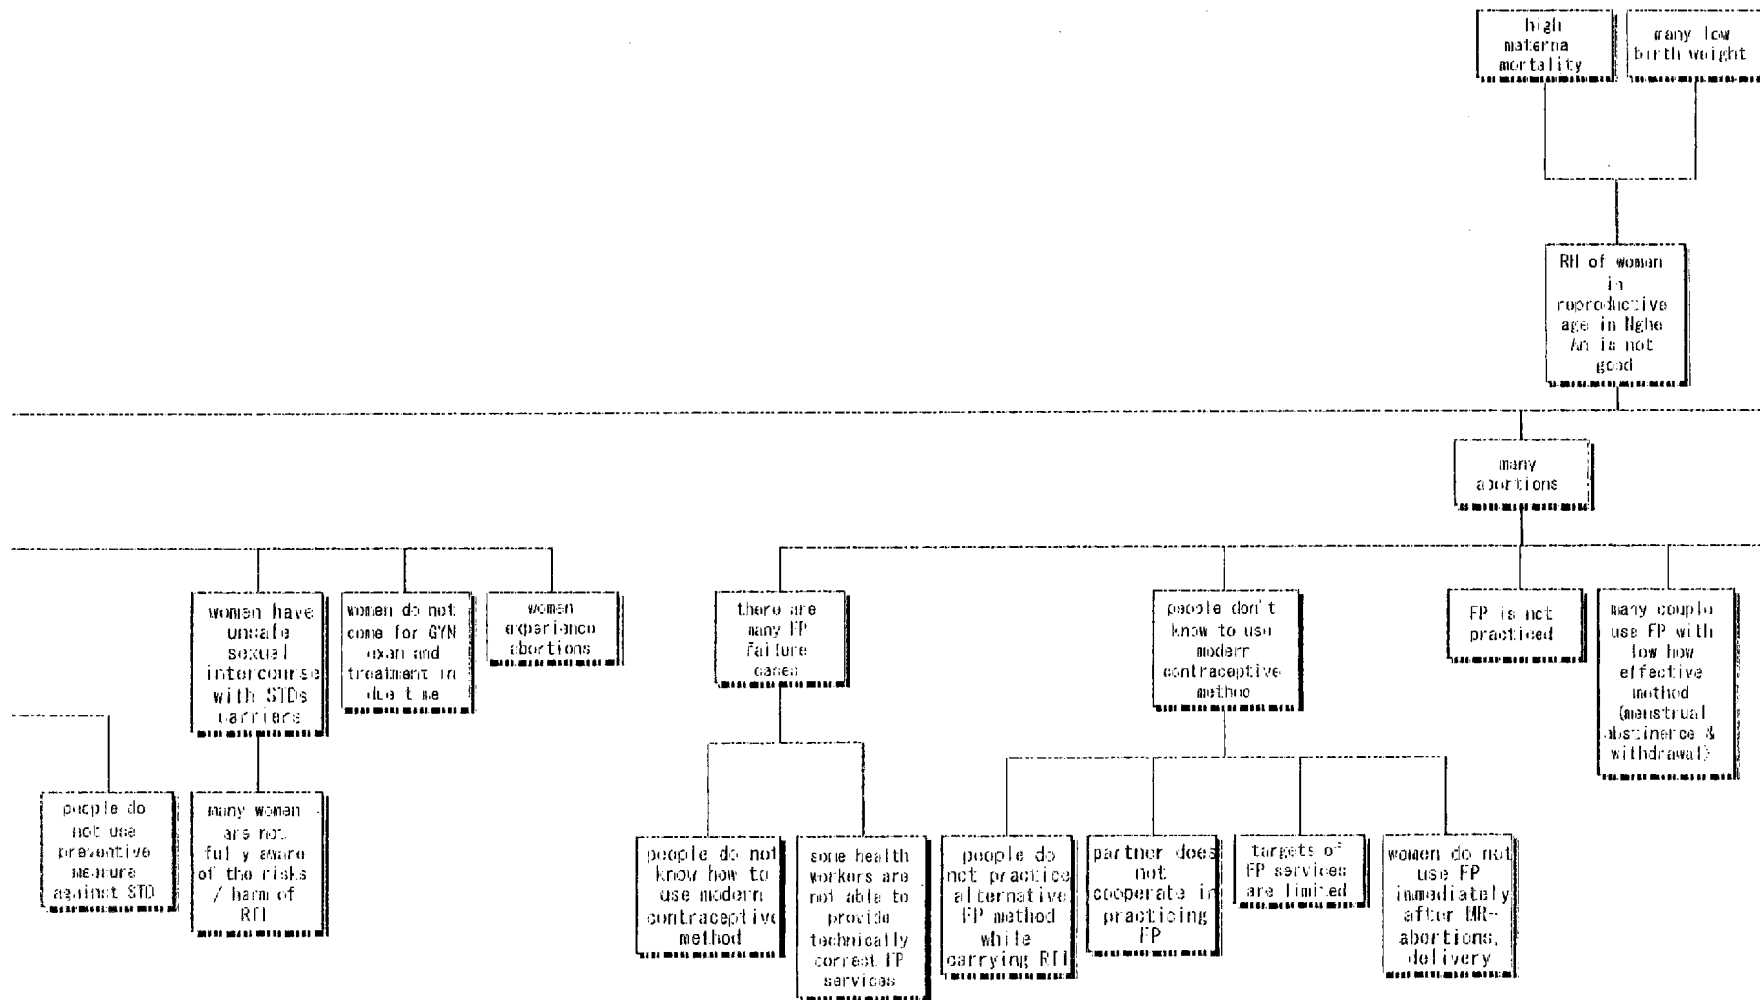 high
materna
mortality
many low
birth weight
RH of woman
in
reproductive
age in Nghe
An is not
good
many
abortions
women have
unsafe
sexual
intercourse
with STDs
carriers
women do not
come for GYN
exam and
treatment in
due t me
women
experience
abortions
there are
many FP
failure
cases
people don't
know to use
modern
contraceptive
method
FP is not
practiced
many couple
use FP with
low how
effective
method
(menstrual
abstinence &
withdrawal)
people do
not use
preventive
measure
against STD
many women
are not
ful y aware
of the risks
/ harm of
RTI
people do not
know how to
use modern
contraceptive
method
some health
workers are
not able to
provide
technically
correct FP
services
people do
not practice
alternative
FP method
while
carrying RTI
partner does
not
cooperate in
practicing
FP
targets of
FP services
are limited
women do not
use FP
immediately
after MR-
abortions,
delivery